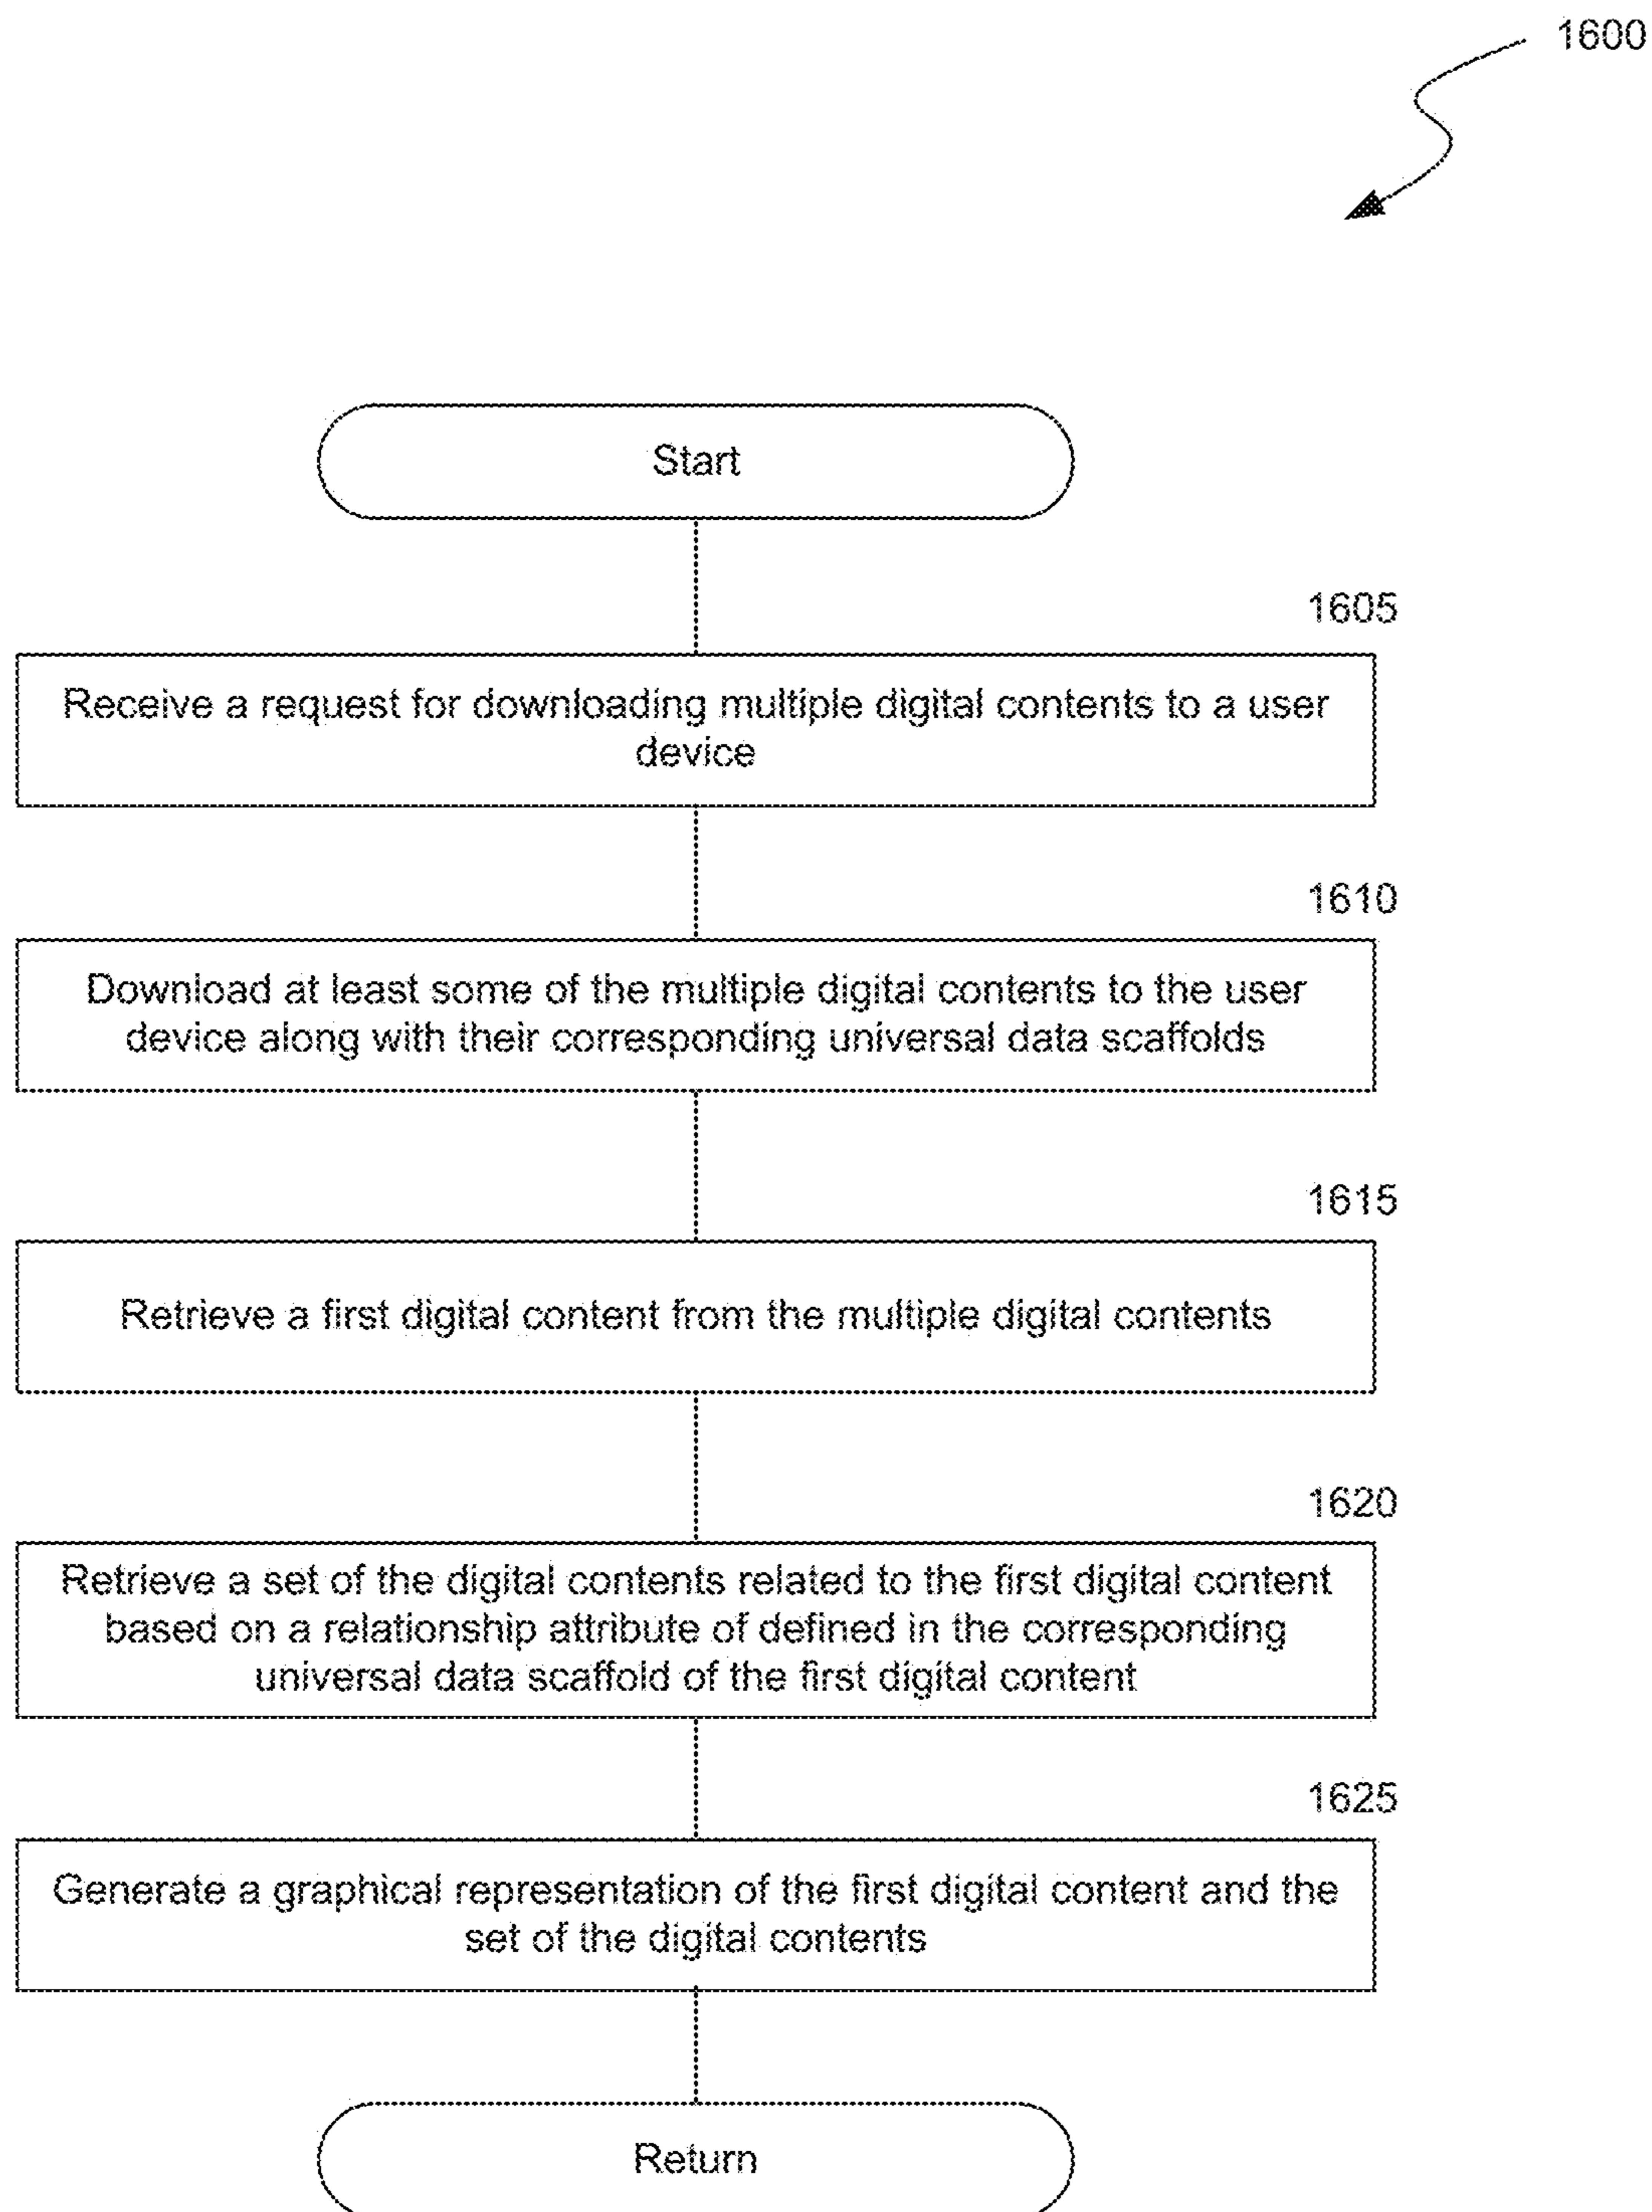 1600
Start
1605
Receive a request for downloading multiple digital contents to a user
device
1610
Download at least some of the multiple digital contents to the user
device along with their corresponding universal data scaffolds
1615
Retrieve a first digital content from the multiple digital contents
1620
Retrieve a set of the digital contents related to the first digital content
based on a relationship attribute of defined in the corresponding
universal data scaffold of the first digital content
1625
Generate a graphical representation of the first digital content and the
set of the digital contents
Return